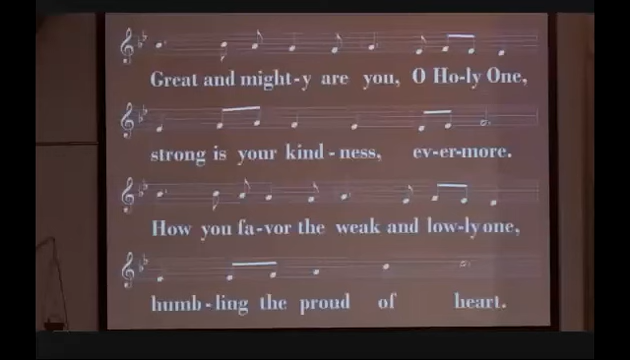 Great and might-y are you, O Ho-ly One,
strong is your kind-ness, ev-er-more.
How you fa-vor the weak and low-ly one,
humb-ling the proud of heart.